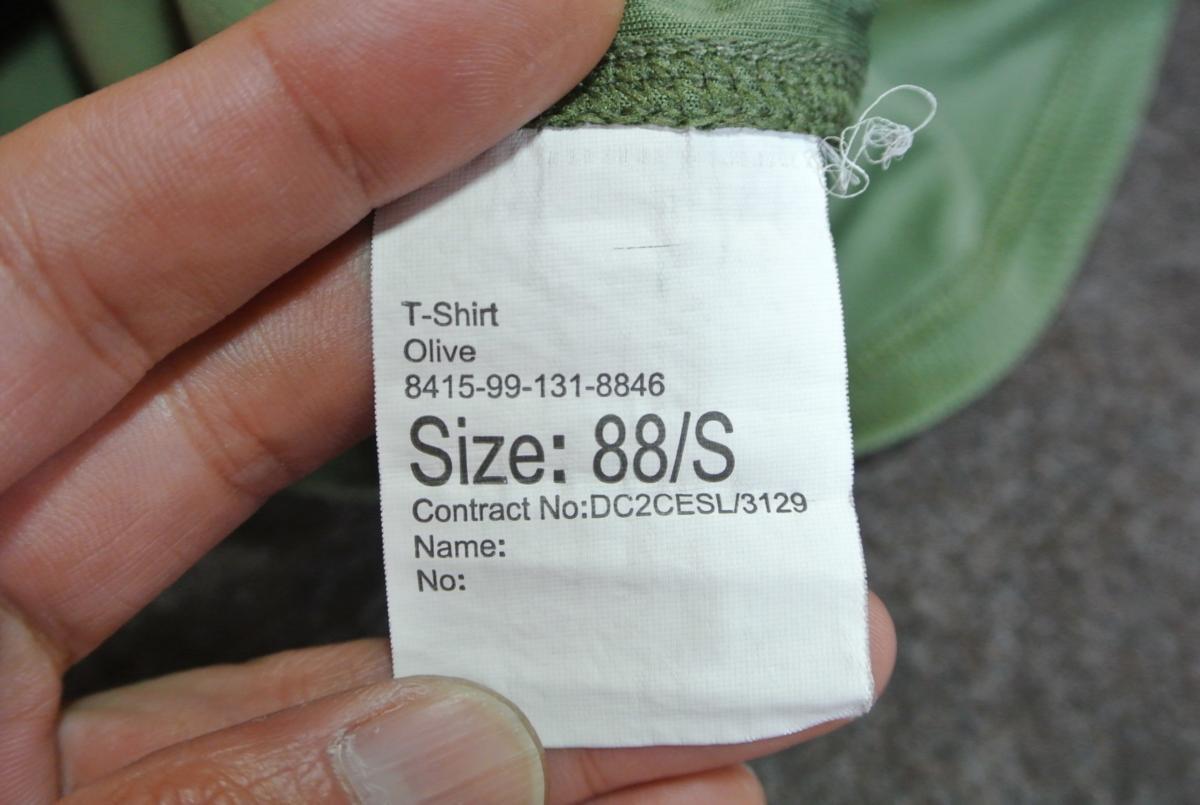 T-Shirt
Olive
8415-99-131-8846
Size: 88/S
Contract No:DC2CESL/3129
Name:
No: